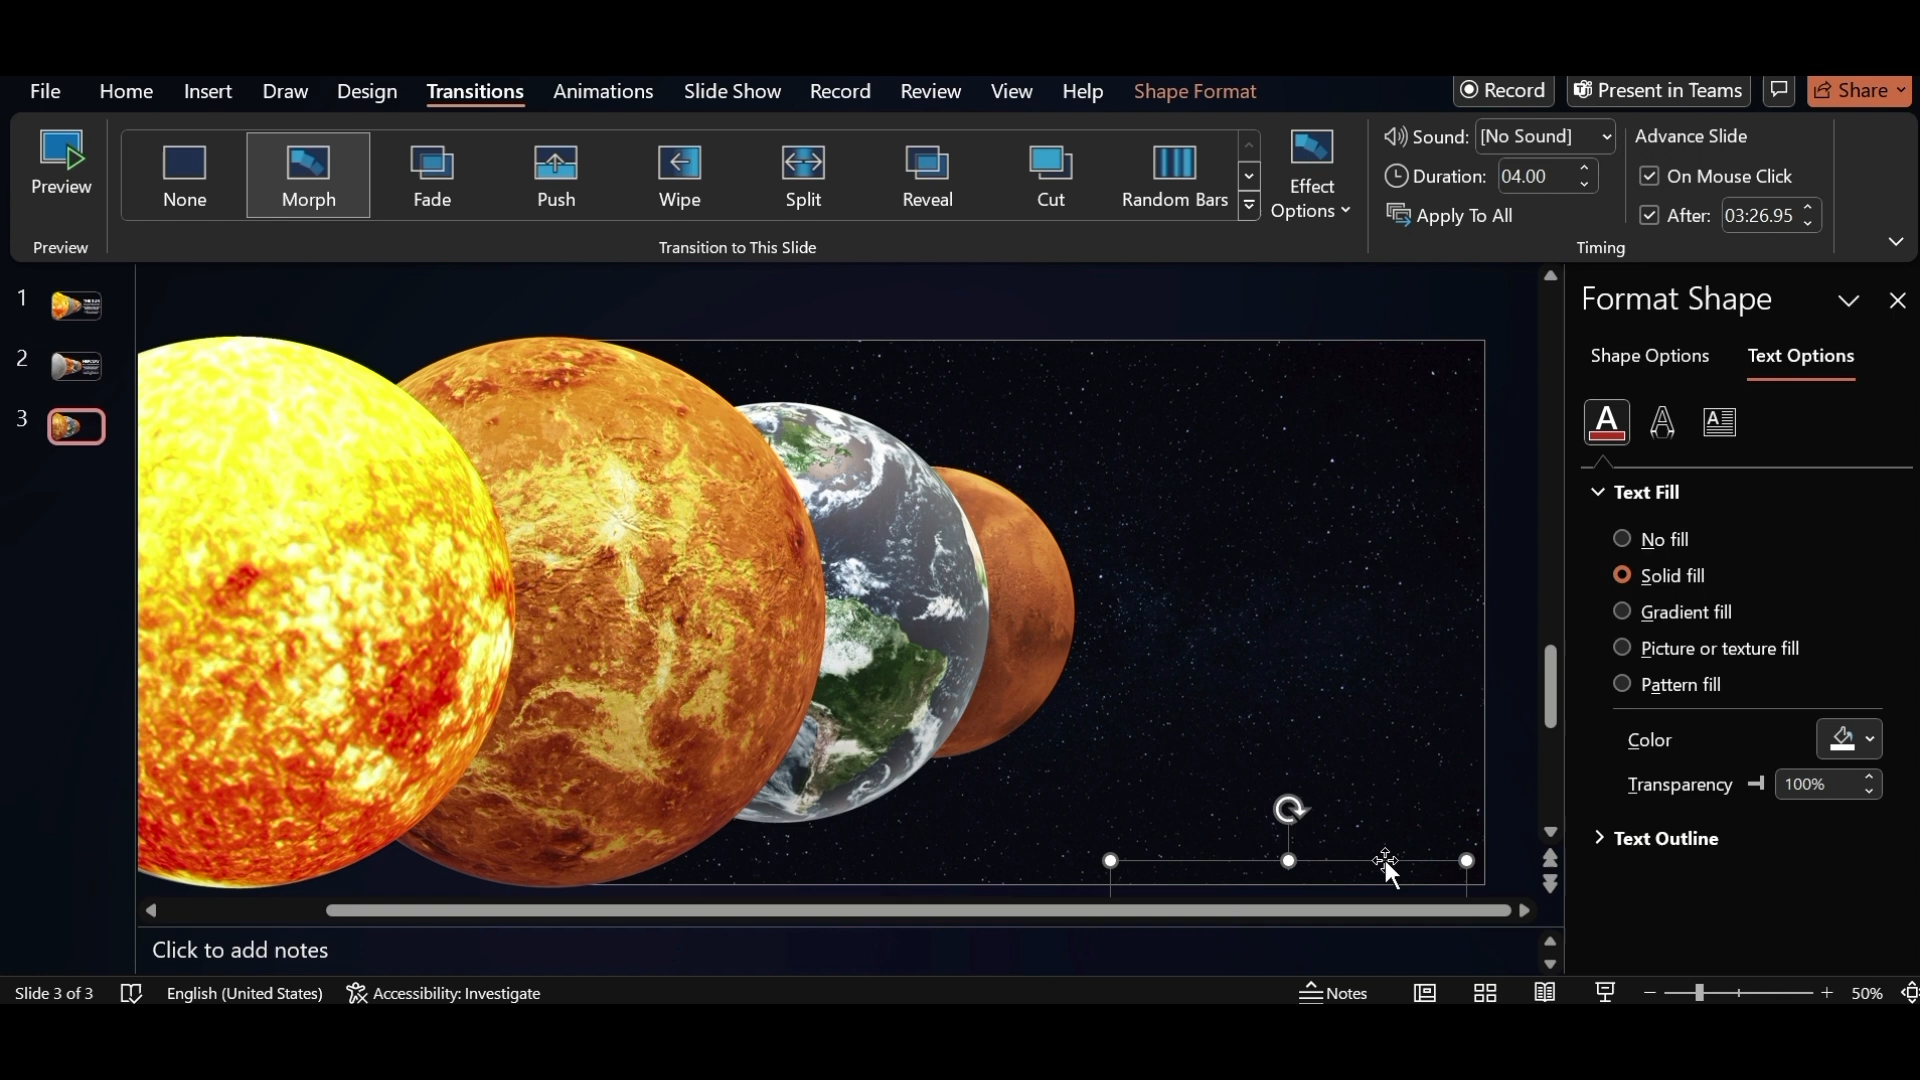 File Home Insert Draw Design Transitions Animations Slide Show Record Review View Help Shape Format Record Present in Teams Share
Preview
None Morph Fade Push Wipe Split Reveal Cut Random Bars
Effect
Options
Sound: [No Sound]
Duration: 04.00
Apply To All
Advance Slide
On Mouse Click
After: 03:26.95
Preview Transition to This Slide Timing
1
2
3
Format Shape
Shape Options Text Options
Text Fill
No fill
Solid fill
Gradient fill
Picture or texture fill
Pattern fill
Color
Transparency 100%
Text Outline
Click to add notes
Slide 3 of 3 English (United States) Accessibility: Investigate Notes 50%